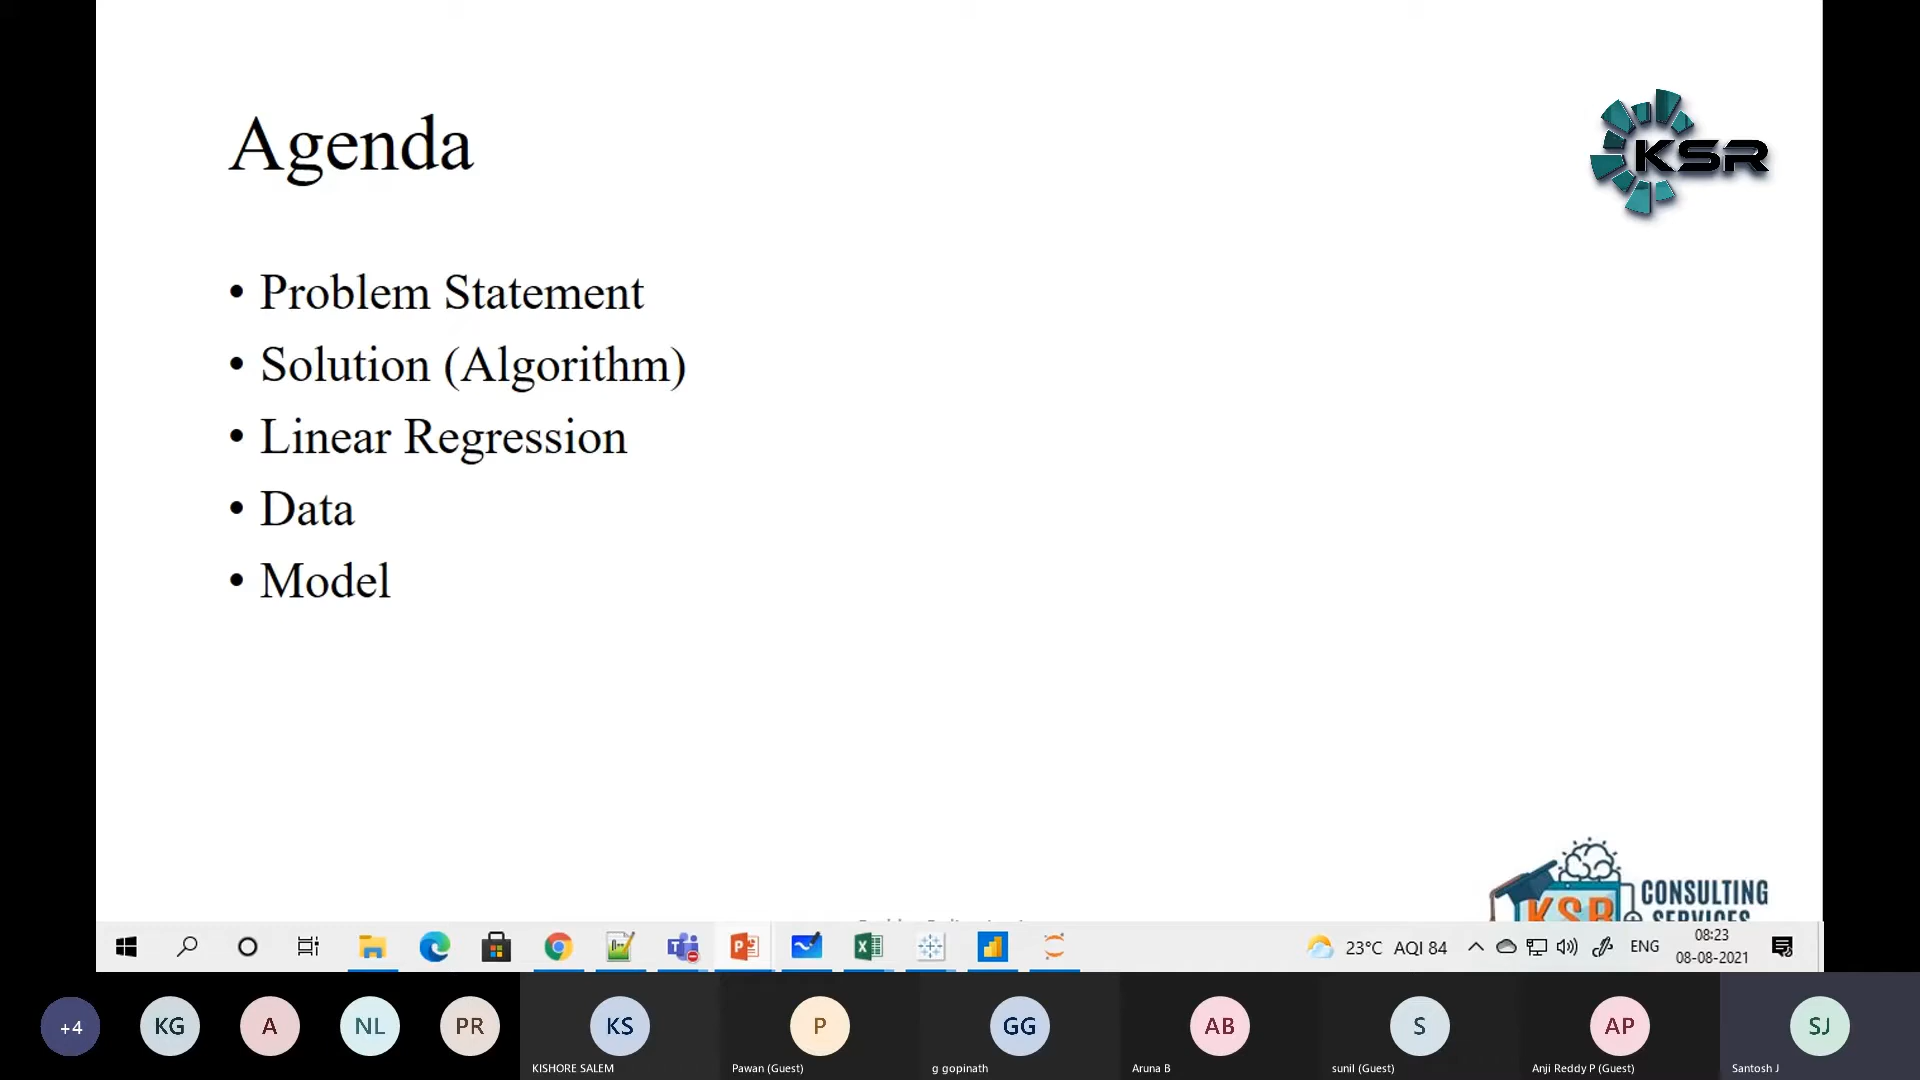 Agenda
KSR
• Problem Statement
• Solution (Algorithm)
• Linear Regression
• Data
• Model
KSR CONSULTING
SERVICES
23°C AQI 84
ENG
08:23
08-08-2021
+4
KG
A
NL
PR
KS
P
GG
AB
S
AP
SJ
KISHORE SALEM
Pawan (Guest)
g gopinath
Aruna B
sunil (Guest)
Anji Reddy P (Guest)
Santosh J